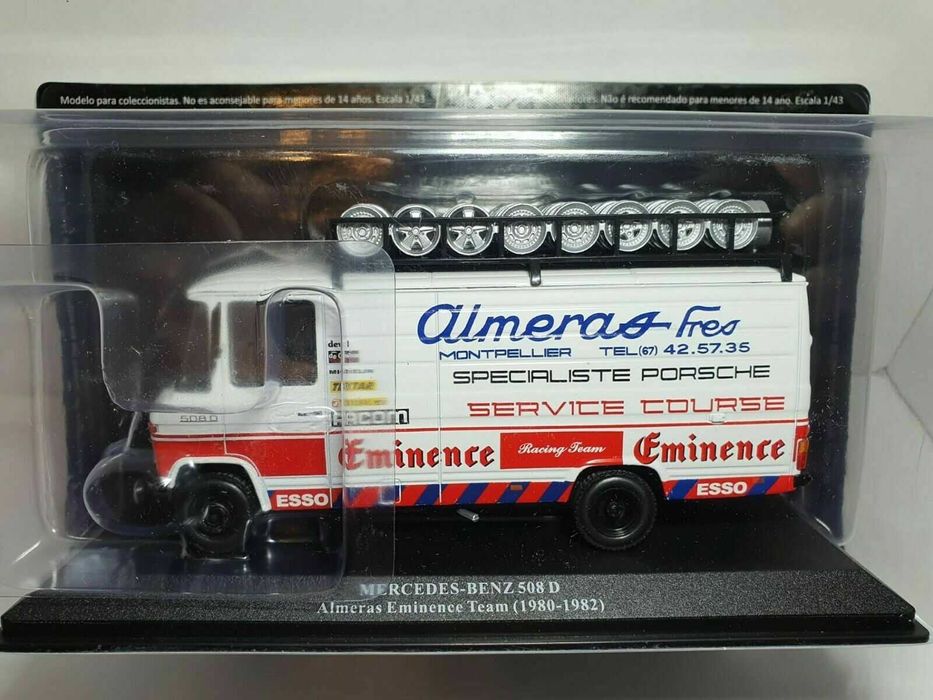 Modelo para coleccionistas. No es aconsejable para menores de 14 años. Escala 1/43
Não é recomendado para menores de 14 ano. Escala 1/43
almeras Fres
MONTPELLIER TEL(67) 42.57.35
SPECIALISTE PORSCHE
SERVICE COURSE
508 D
FACOM
Eminence
Racing Team
Eminence
ESSO
ESSO
MERCEDES-BENZ 508 D
Almeras Eminence Team (1980-1982)